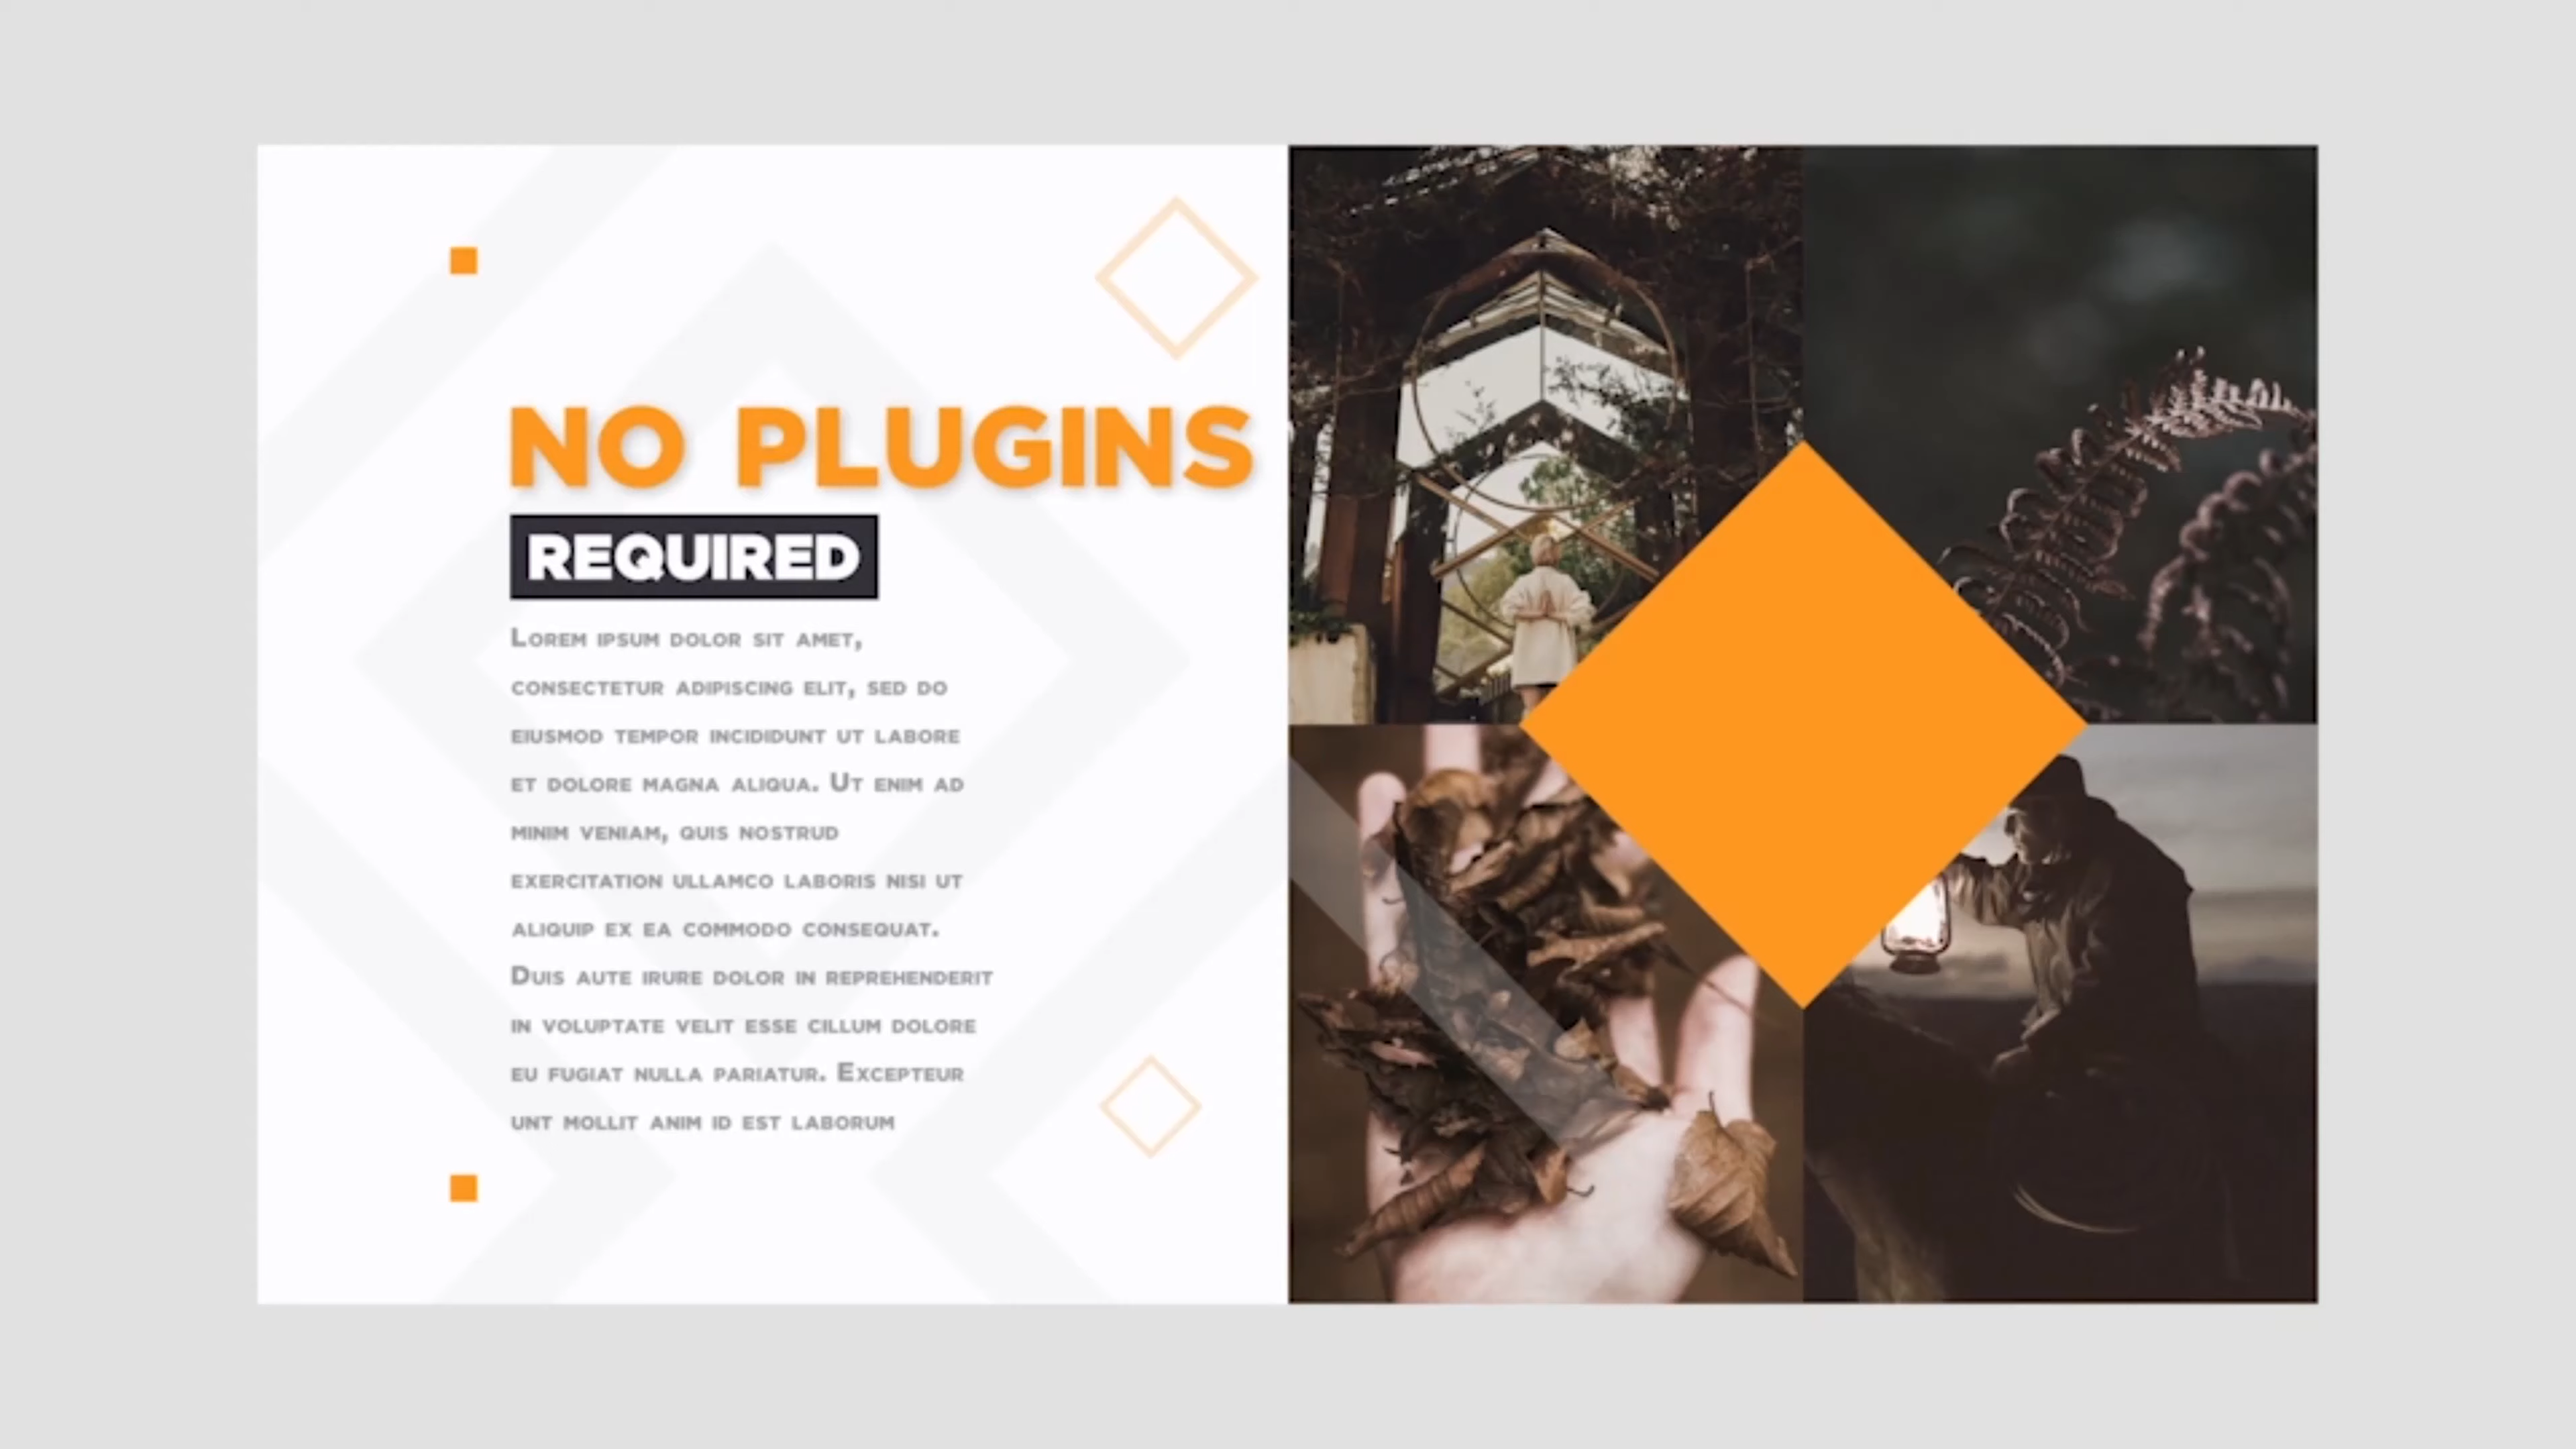 NO PLUGINS
REQUIRED
Lorem ipsum dolor sit amet,
consectetur adipiscing elit, sed do
eiusmod tempor incididunt ut labore
et dolore magna aliqua. Ut enim ad
minim veniam, quis nostrud
exercitation ullamco laboris nisi ut
aliquip ex ea commodo consequat.
Duis aute irure dolor in reprehenderit
in voluptate velit esse cillum dolore
eu fugiat nulla pariatur. Excepteur
unt mollit anim id est laborum